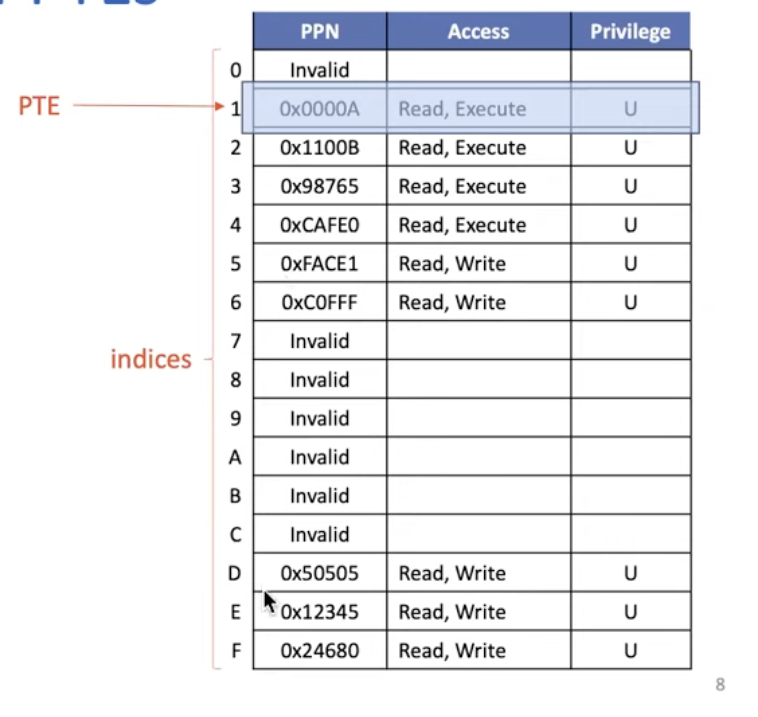 PPN Access Privilege
0 Invalid
PTE 1 0x0000A Read, Execute U
2 0x1100B Read, Execute U
3 0x98765 Read, Execute U
4 0xCAFE0 Read, Execute U
5 0xFACE1 Read, Write U
6 0xC0FFF Read, Write U
7 Invalid
indices
8 Invalid
9 Invalid
A Invalid
B Invalid
C Invalid
D 0x50505 Read, Write U
E 0x12345 Read, Write U
F 0x24680 Read, Write U
8